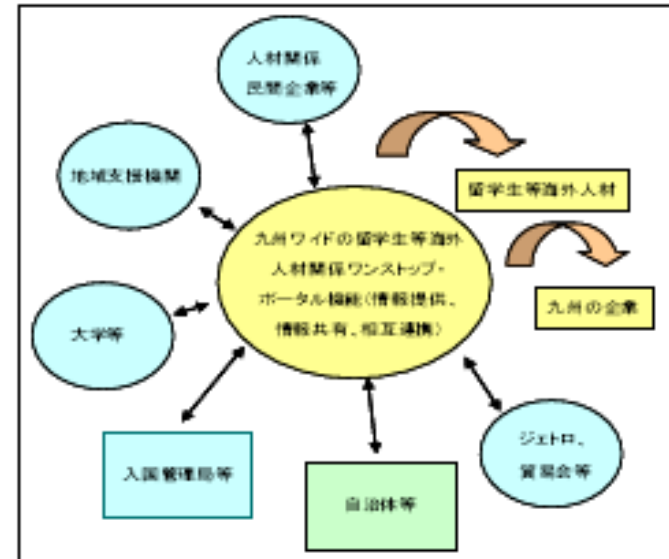 人材関係
民間企業等
地域支援機関
留学生等海外人材
九州ワイドの留学生等海外
人材関係ワンストップ・
ポータル機能(情報提供、
情報共有、相互連携)
九州の企業
大学等
入国管理局等
自治体等
ジェトロ、
貿易会等